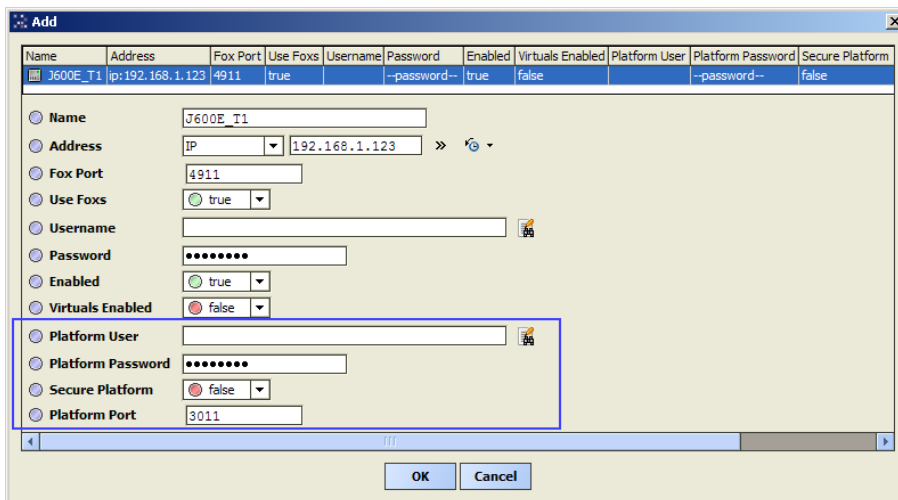 Add
Name Address Fox Port Use Foxs Username Password Enabled Virtuals Enabled Platform User Platform Password Secure Platform
J600E_T1 ip:192.168.1.123 4911 true --password-- true false --password-- false
Name J600E_T1
Address IP 192.168.1.123 »
Fox Port 4911
Use Foxs true
Username
Password ●●●●●●●●
Enabled true
Virtuals Enabled false
Platform User
Platform Password ●●●●●●●●
Secure Platform false
Platform Port 3011
OK Cancel